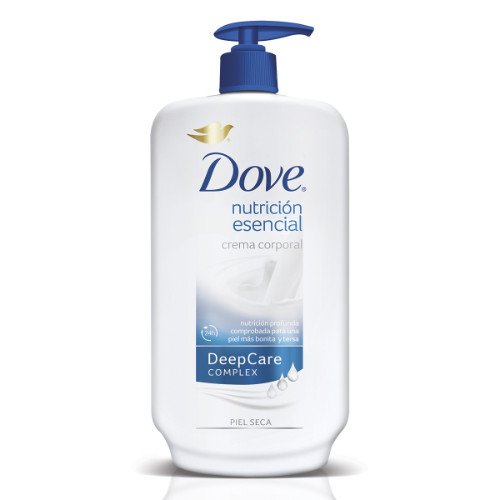 Dove®
nutrición
esencial
crema corporal
24h
nutrición profunda
comprobada para una
piel más bonita y tersa
DeepCare
COMPLEX
PIEL SECA